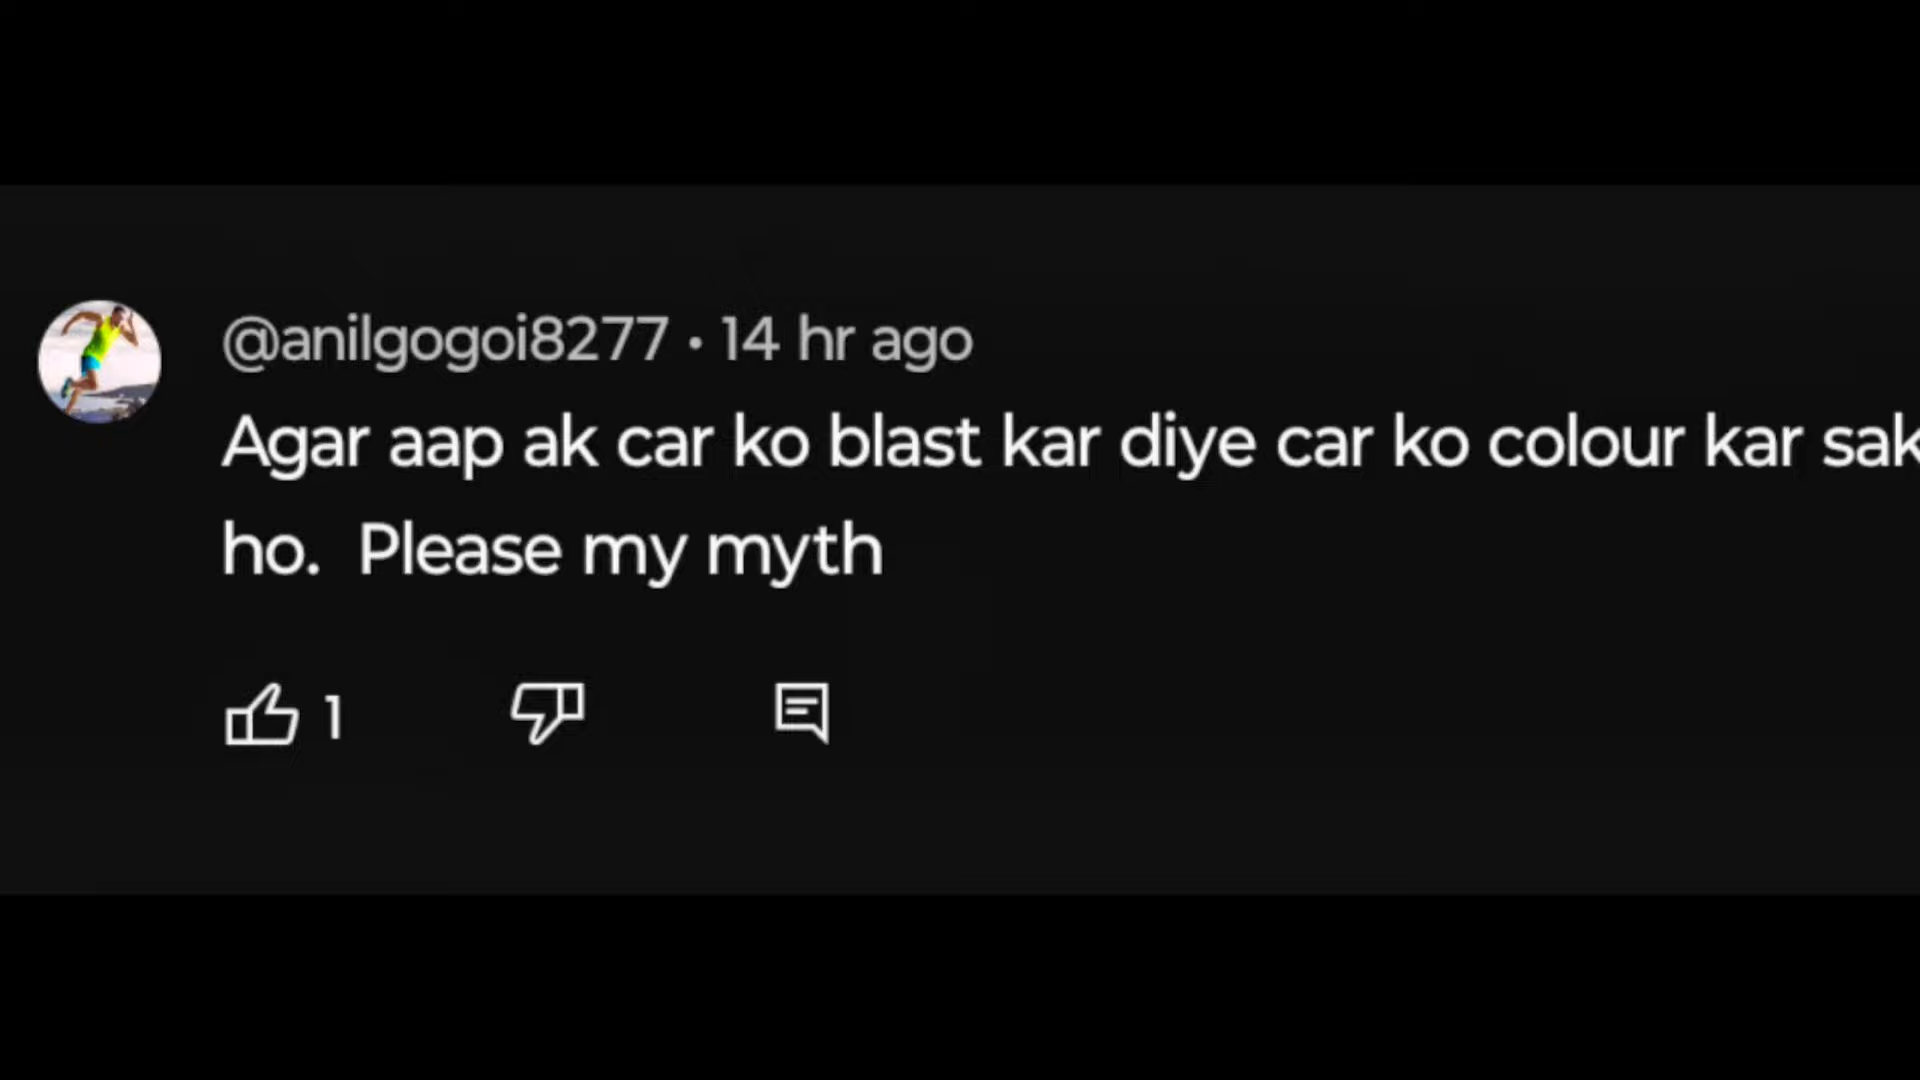 @anilgogoi8277 • 14 hr ago
Agar aap ak car ko blast kar diye car ko colour kar sak
ho. Please my myth
1